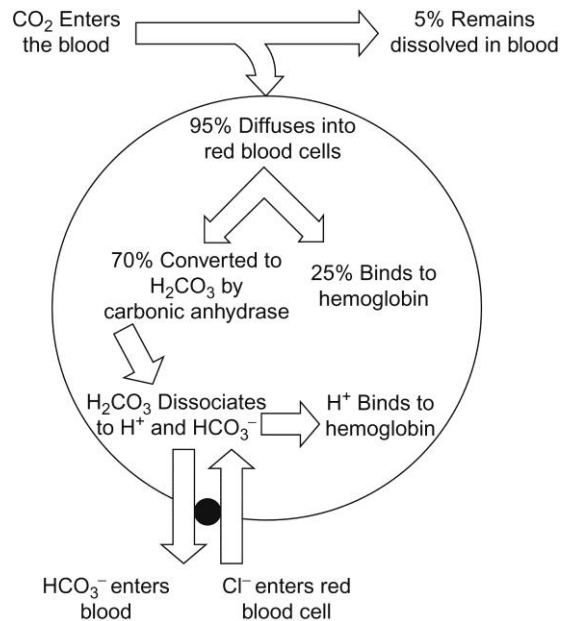 CO₂ Enters
the blood
5% Remains
dissolved in blood
95% Diffuses into
red blood cells
70% Converted to
H₂CO₃ by
carbonic anhydrase
25% Binds to
hemoglobin
H₂CO₃ Dissociates
to H⁺ and HCO₃⁻
H⁺ Binds to
hemoglobin
HCO₃⁻ enters
blood
Cl⁻ enters red
blood cell